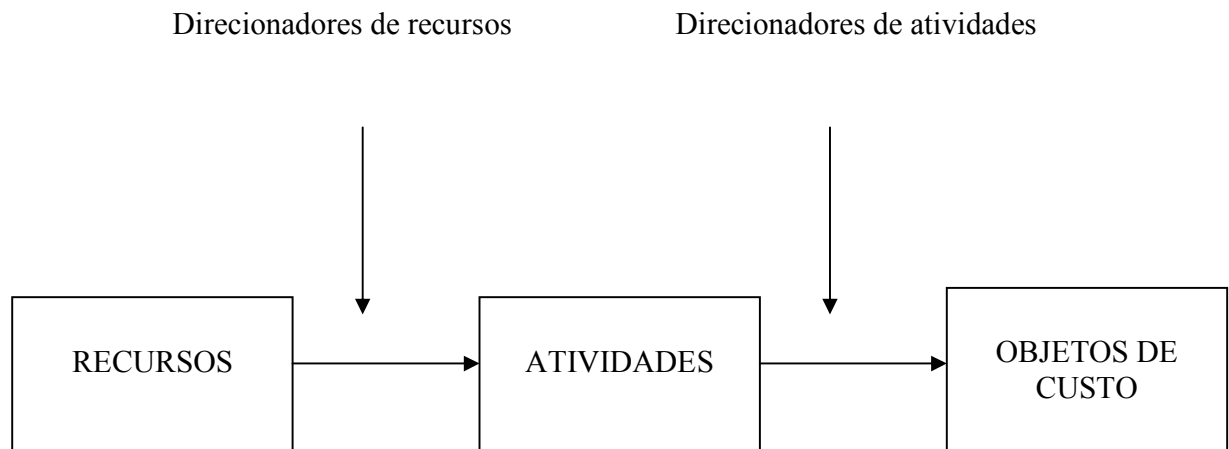 Direcionadores de recursos
Direcionadores de atividades
RECURSOS
ATIVIDADES
OBJETOS DE
CUSTO